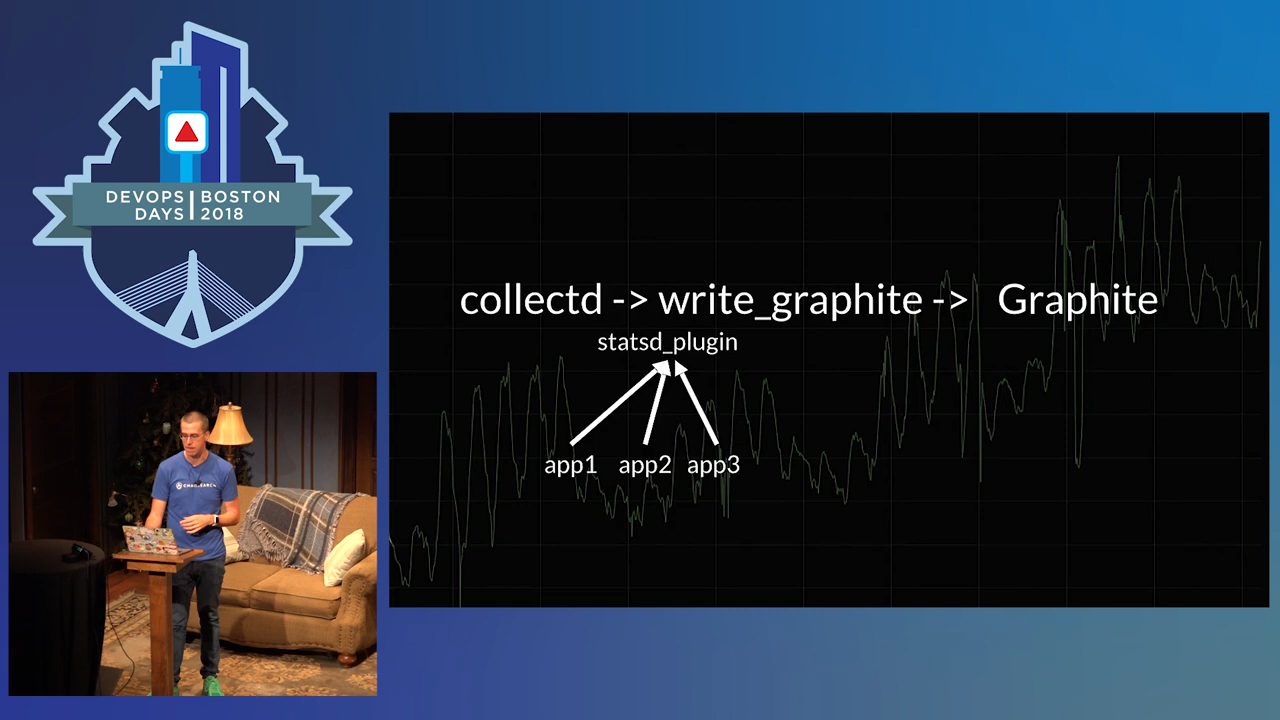 DEVOPS BOSTON
DAYS 2018
collectd -> write_graphite -> Graphite
statsd_plugin
app1 app2 app3